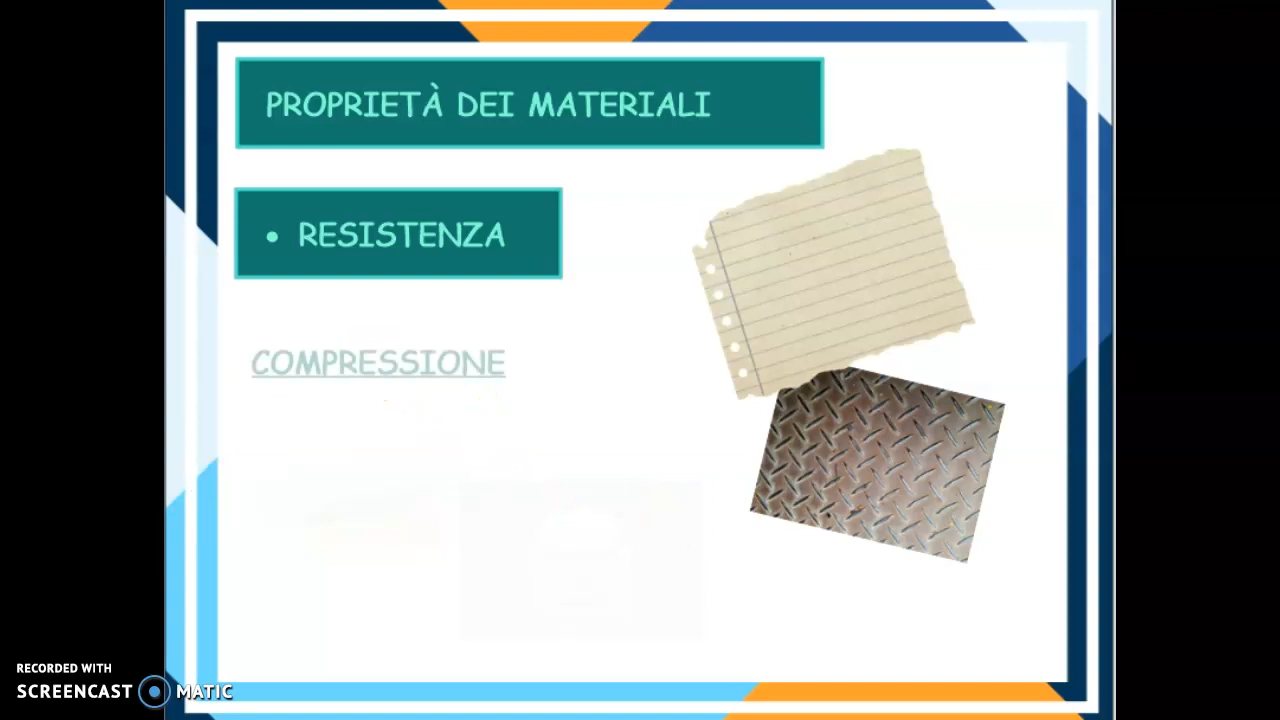 PROPRIETÀ DEI MATERIALI
• RESISTENZA
COMPRESSIONE
RECORDED WITH
SCREENCAST MATIC